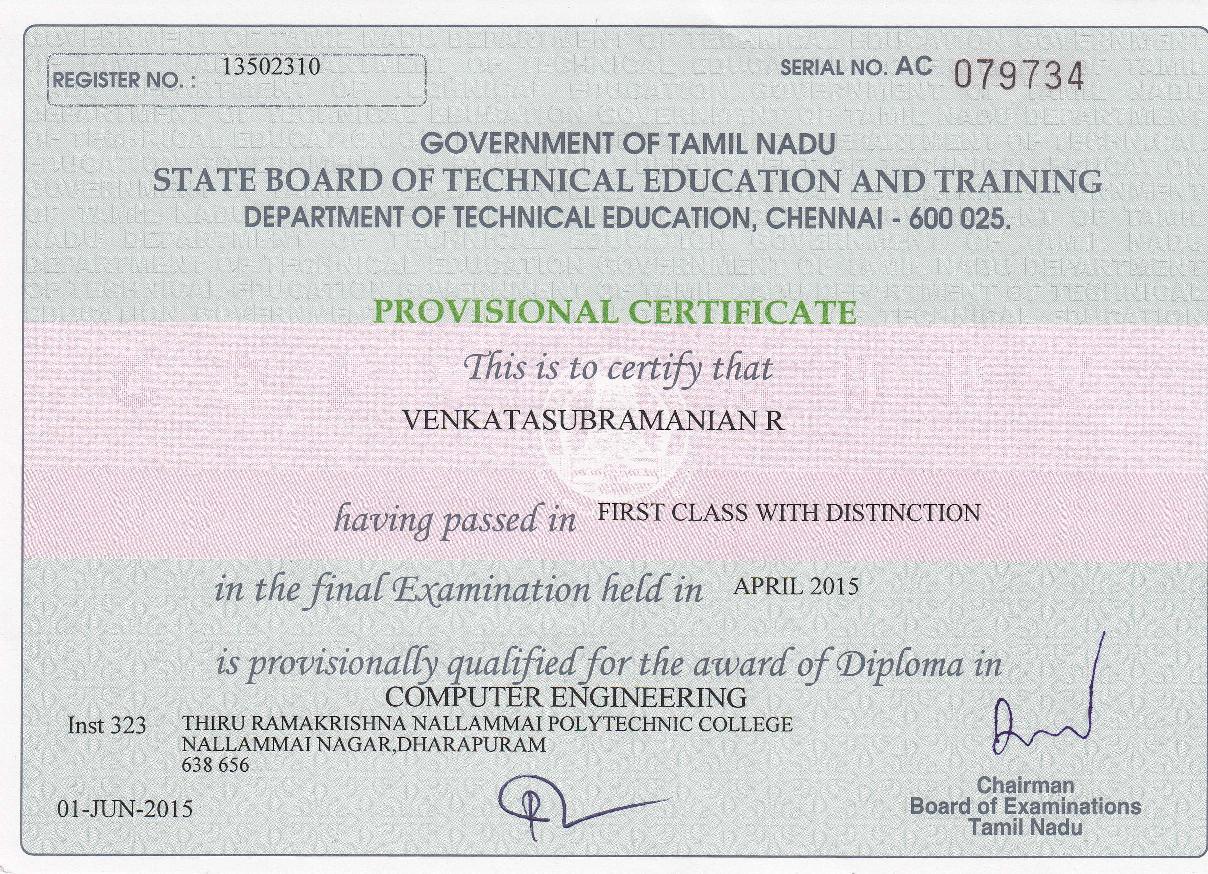 REGISTER NO. : 13502310
SERIAL NO. AC 079734
GOVERNMENT OF TAMIL NADU
STATE BOARD OF TECHNICAL EDUCATION AND TRAINING
DEPARTMENT OF TECHNICAL EDUCATION, CHENNAI - 600 025.
PROVISIONAL CERTIFICATE
This is to certify that
VENKATASUBRAMANIAN R
having passed in FIRST CLASS WITH DISTINCTION
in the final Examination held in APRIL 2015
is provisionally qualified for the award of Diploma in
COMPUTER ENGINEERING
Inst 323 THIRU RAMAKRISHNA NALLAMMAI POLYTECHNIC COLLEGE
NALLAMMAI NAGAR,DHARAPURAM
638 656
01-JUN-2015
Chairman
Board of Examinations
Tamil Nadu